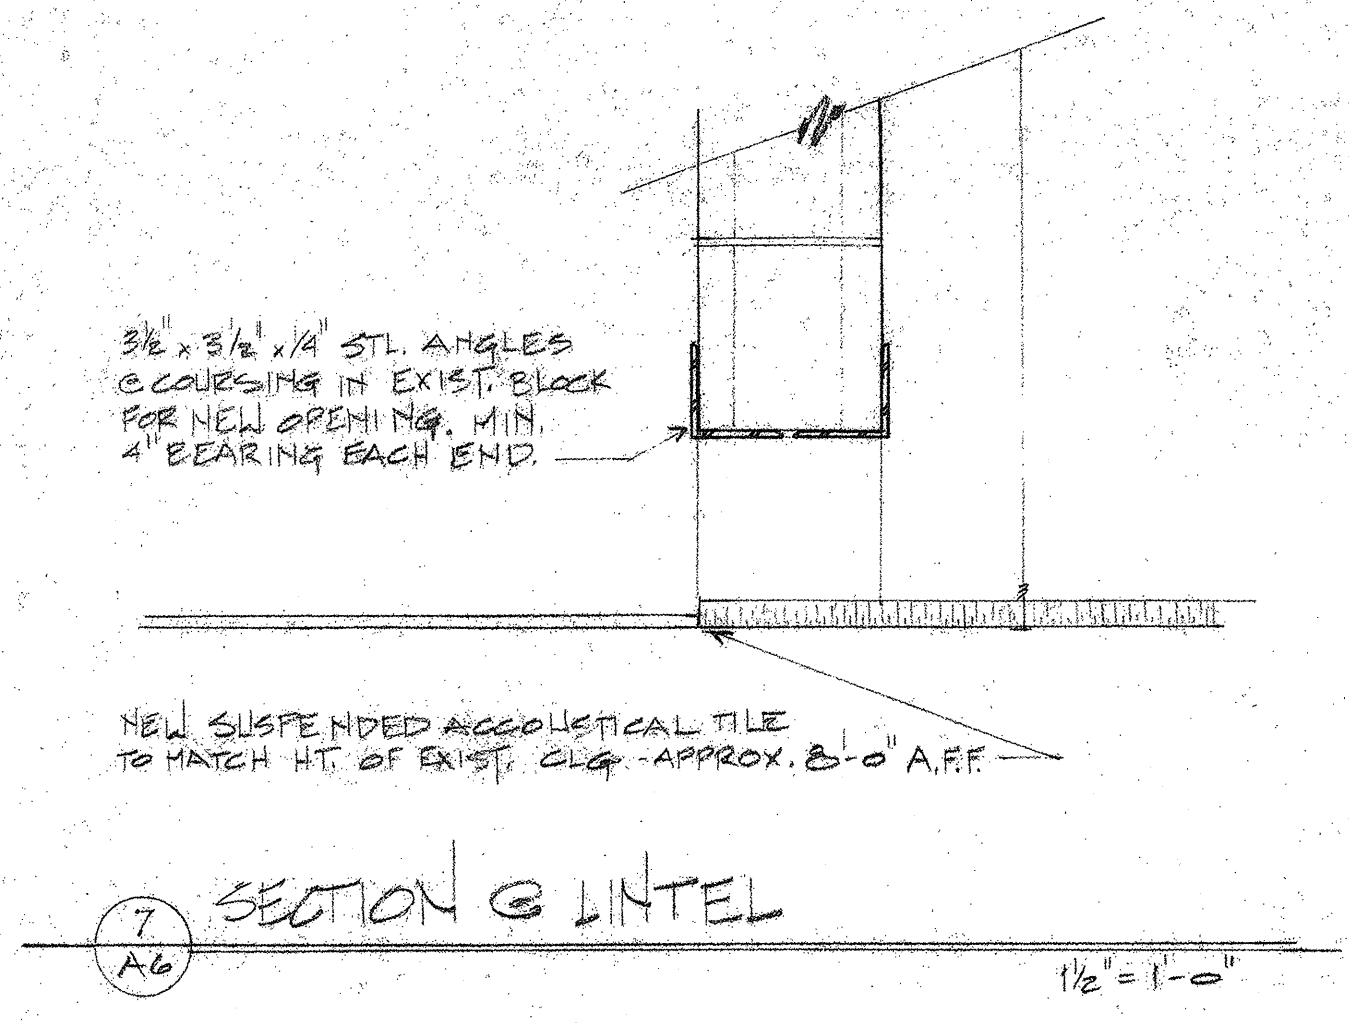 3½" x 3½" x ¼" STL. ANGLES
@ COURSING IN EXIST. BLOCK
FOR NEW OPENING. MIN.
4" BEARING EACH END.
NEW SUSPENDED ACCOUSTICAL TILE
TO MATCH HT. OF EXIST. CLG - APPROX. 8'-0" A.F.F.
SECTION @ LINTEL
7
A6
1½" = 1'-0"